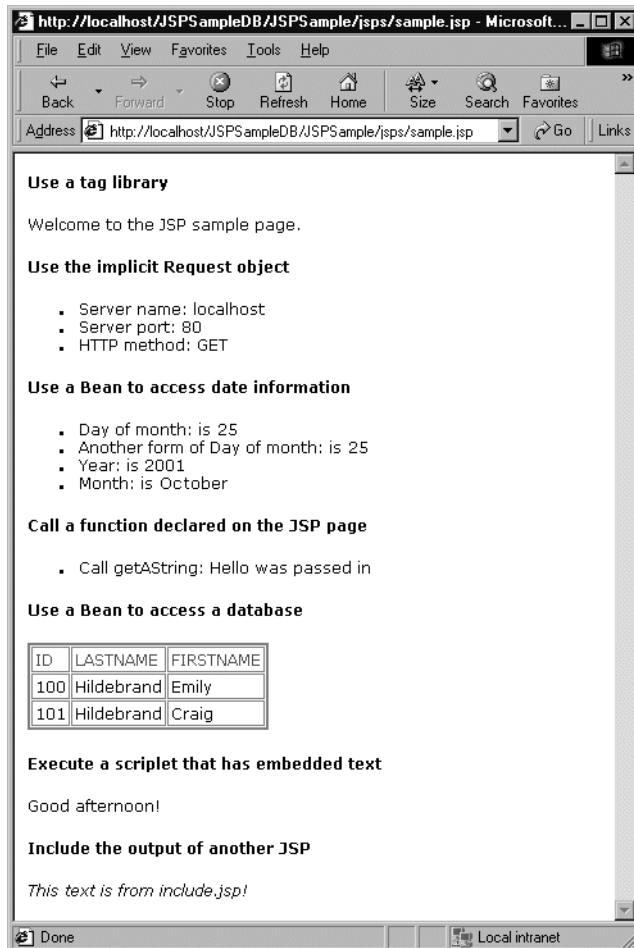 http://localhost/JSPSampleDB/JSPSample/jsps/sample.jsp - Microsoft...
File Edit View Favorites Tools Help
Back Forward Stop Refresh Home Size Search Favorites »
Address http://localhost/JSPSampleDB/JSPSample/jsps/sample.jsp Go Links
Use a tag library
Welcome to the JSP sample page.
Use the implicit Request object
Server name: localhost
Server port: 80
HTTP method: GET
Use a Bean to access date information
Day of month: is 25
Another form of Day of month: is 25
Year: is 2001
Month: is October
Call a function declared on the JSP page
Call getAString: Hello was passed in
Use a Bean to access a database
ID LASTNAME FIRSTNAME
100 Hildebrand Emily
101 Hildebrand Craig
Execute a scriplet that has embedded text
Good afternoon!
Include the output of another JSP
This text is from include.jsp!
Done Local intranet